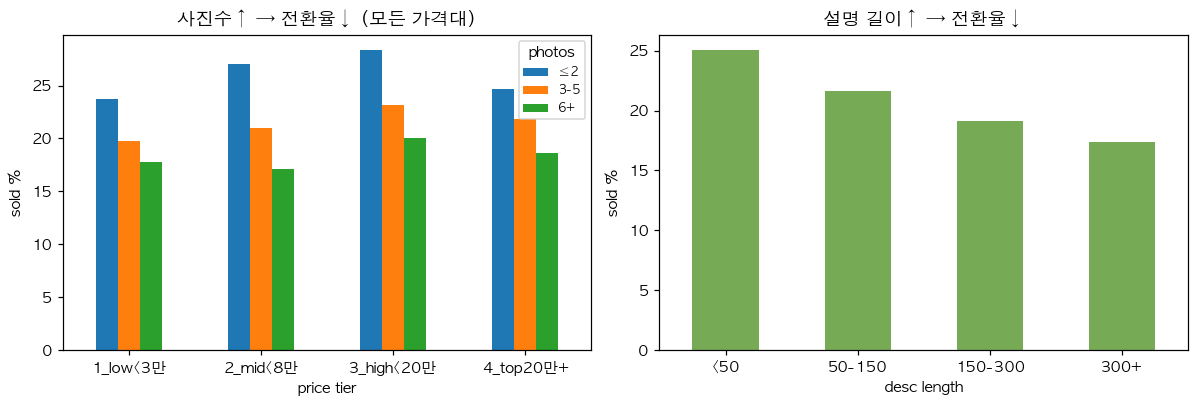 사진수↑ → 전환율↓ (모든 가격대)
photos
≤2
3-5
6+
25
20
15
10
5
0
sold %
1_low<3만
2_mid<8만
3_high<20만
4_top20만+
price tier
설명 길이↑ → 전환율↓
25
20
15
10
5
0
sold %
<50
50-150
150-300
300+
desc length